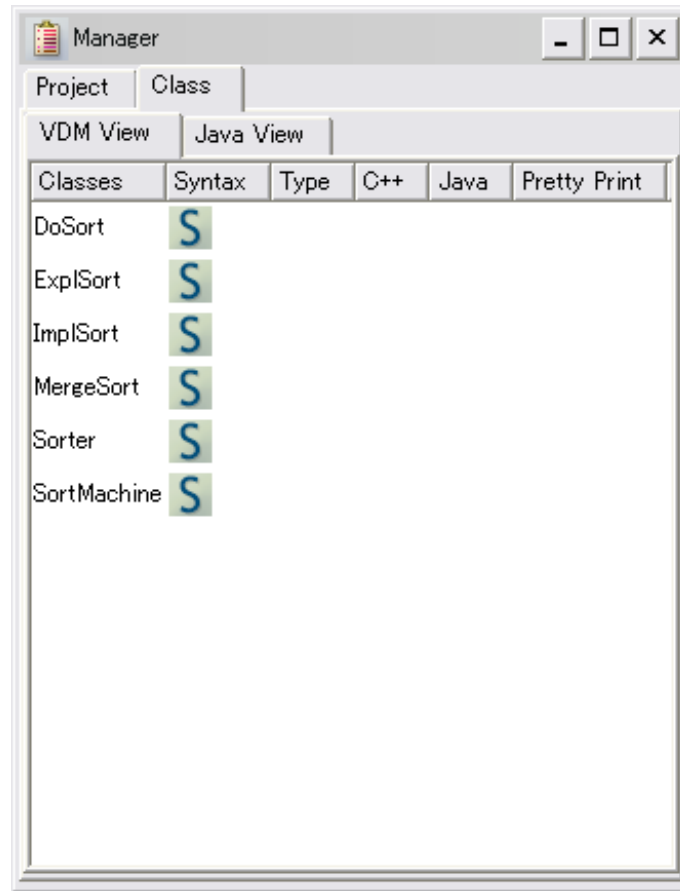 Manager
Project Class
VDM View Java View
Classes Syntax Type C++ Java Pretty Print
DoSort S
ExplSort S
ImplSort S
MergeSort S
Sorter S
SortMachine S